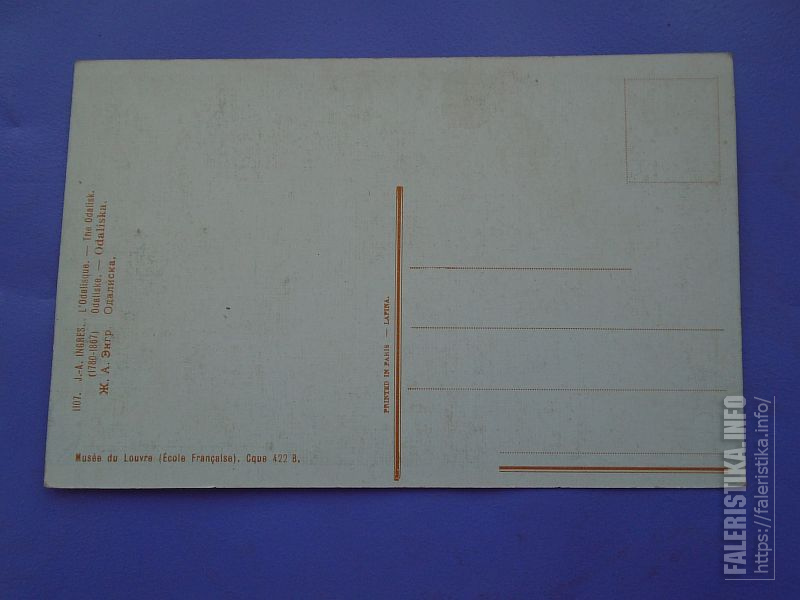 1107. J.-A. INGRES.. L'Odalisque. — The Odalisk.
(1780-1867) Odaliske. — Odaliska.
Ж. А. Энгр. Одалиска.
Musée du Louvre (École Française). Cque 422 B.
PRINTED IN PARIS — LAPINA.
FALERISTIKA.INFO
https://faleristika.info/